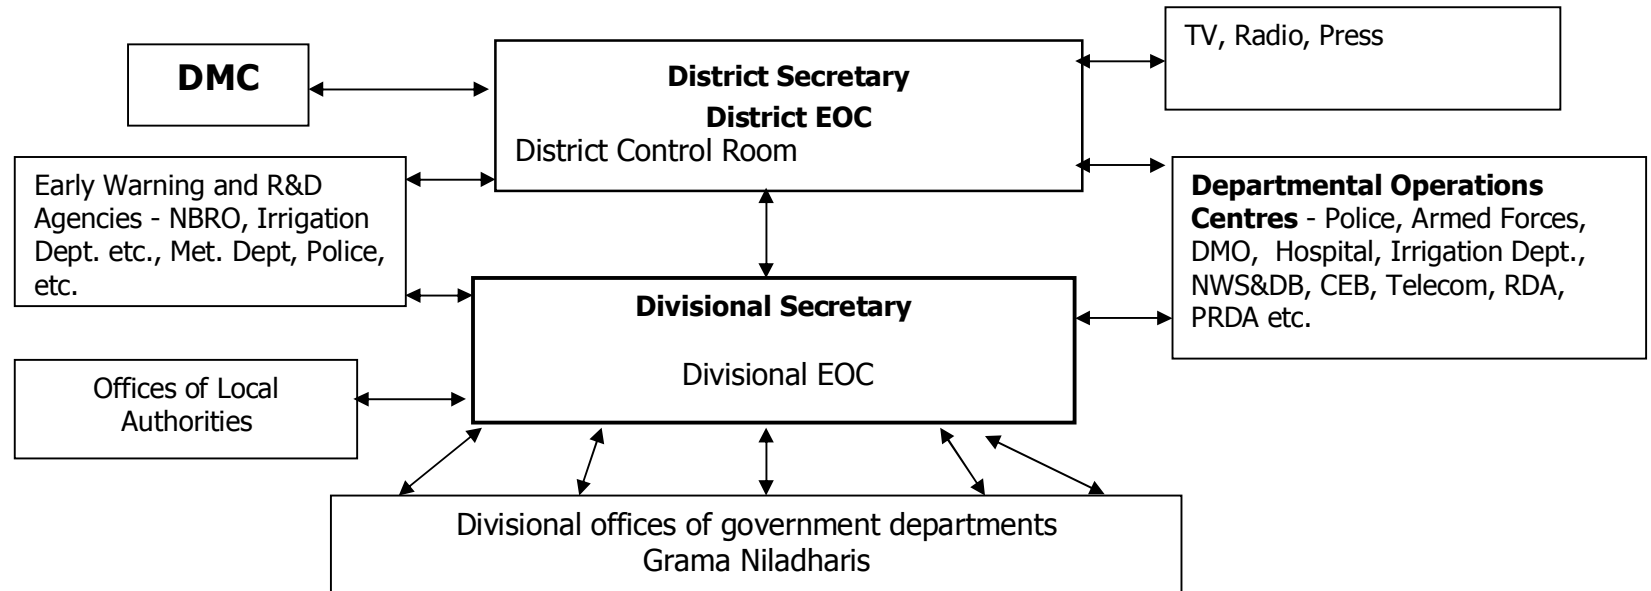 DMC
District Secretary
District EOC
District Control Room
TV, Radio, Press
Early Warning and R&D
Agencies - NBRO, Irrigation
Dept. etc., Met. Dept, Police,
etc.
Departmental Operations
Centres - Police, Armed Forces,
DMO, Hospital, Irrigation Dept.,
NWS&DB, CEB, Telecom, RDA,
PRDA etc.
Divisional Secretary
Divisional EOC
Offices of Local
Authorities
Divisional offices of government departments
Grama Niladharis